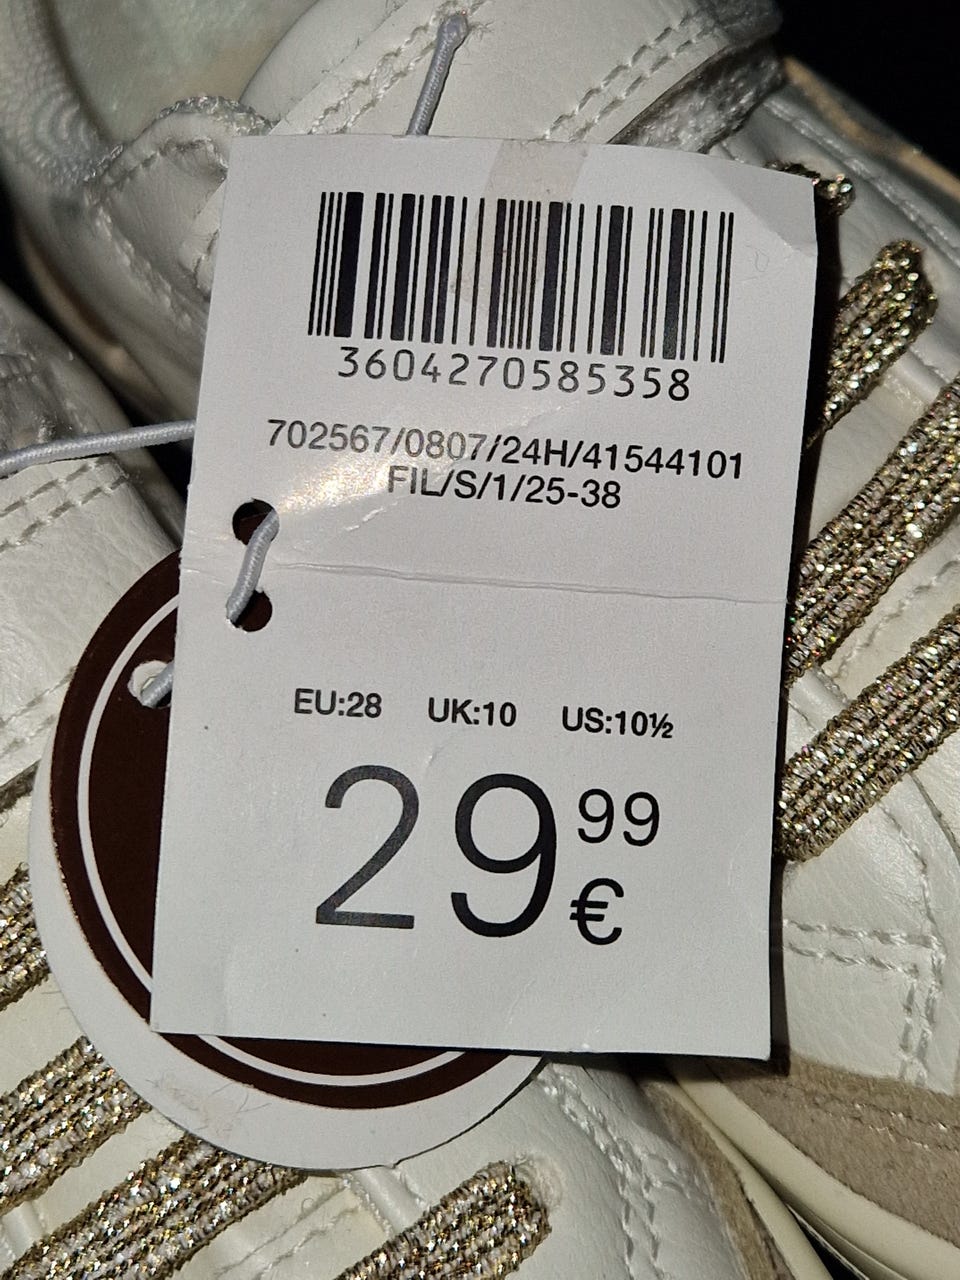 3604270585358
702567/0807/24H/41544101
FIL/S/1/25-38
EU:28 UK:10 US:10½
29 99 €